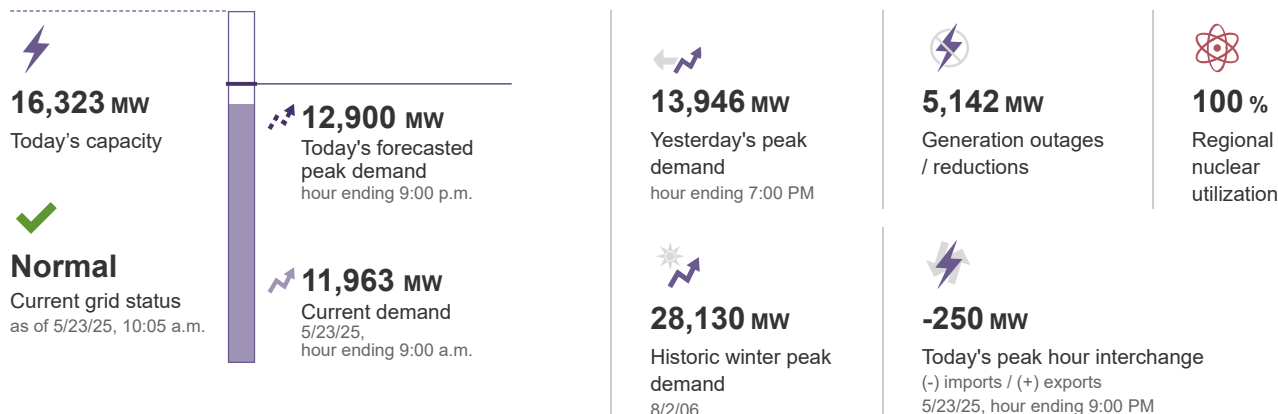 16,323 MW
Today's capacity
Normal
Current grid status
as of 5/23/25, 10:05 a.m.
12,900 MW
Today's forecasted
peak demand
hour ending 9:00 p.m.
11,963 MW
Current demand
5/23/25,
hour ending 9:00 a.m.
13,946 MW
Yesterday's peak
demand
hour ending 7:00 PM
5,142 MW
Generation outages
/ reductions
100 %
Regional
nuclear
utilization
28,130 MW
Historic winter peak
demand
8/2/06
-250 MW
Today's peak hour interchange
(-) imports / (+) exports
5/23/25, hour ending 9:00 PM